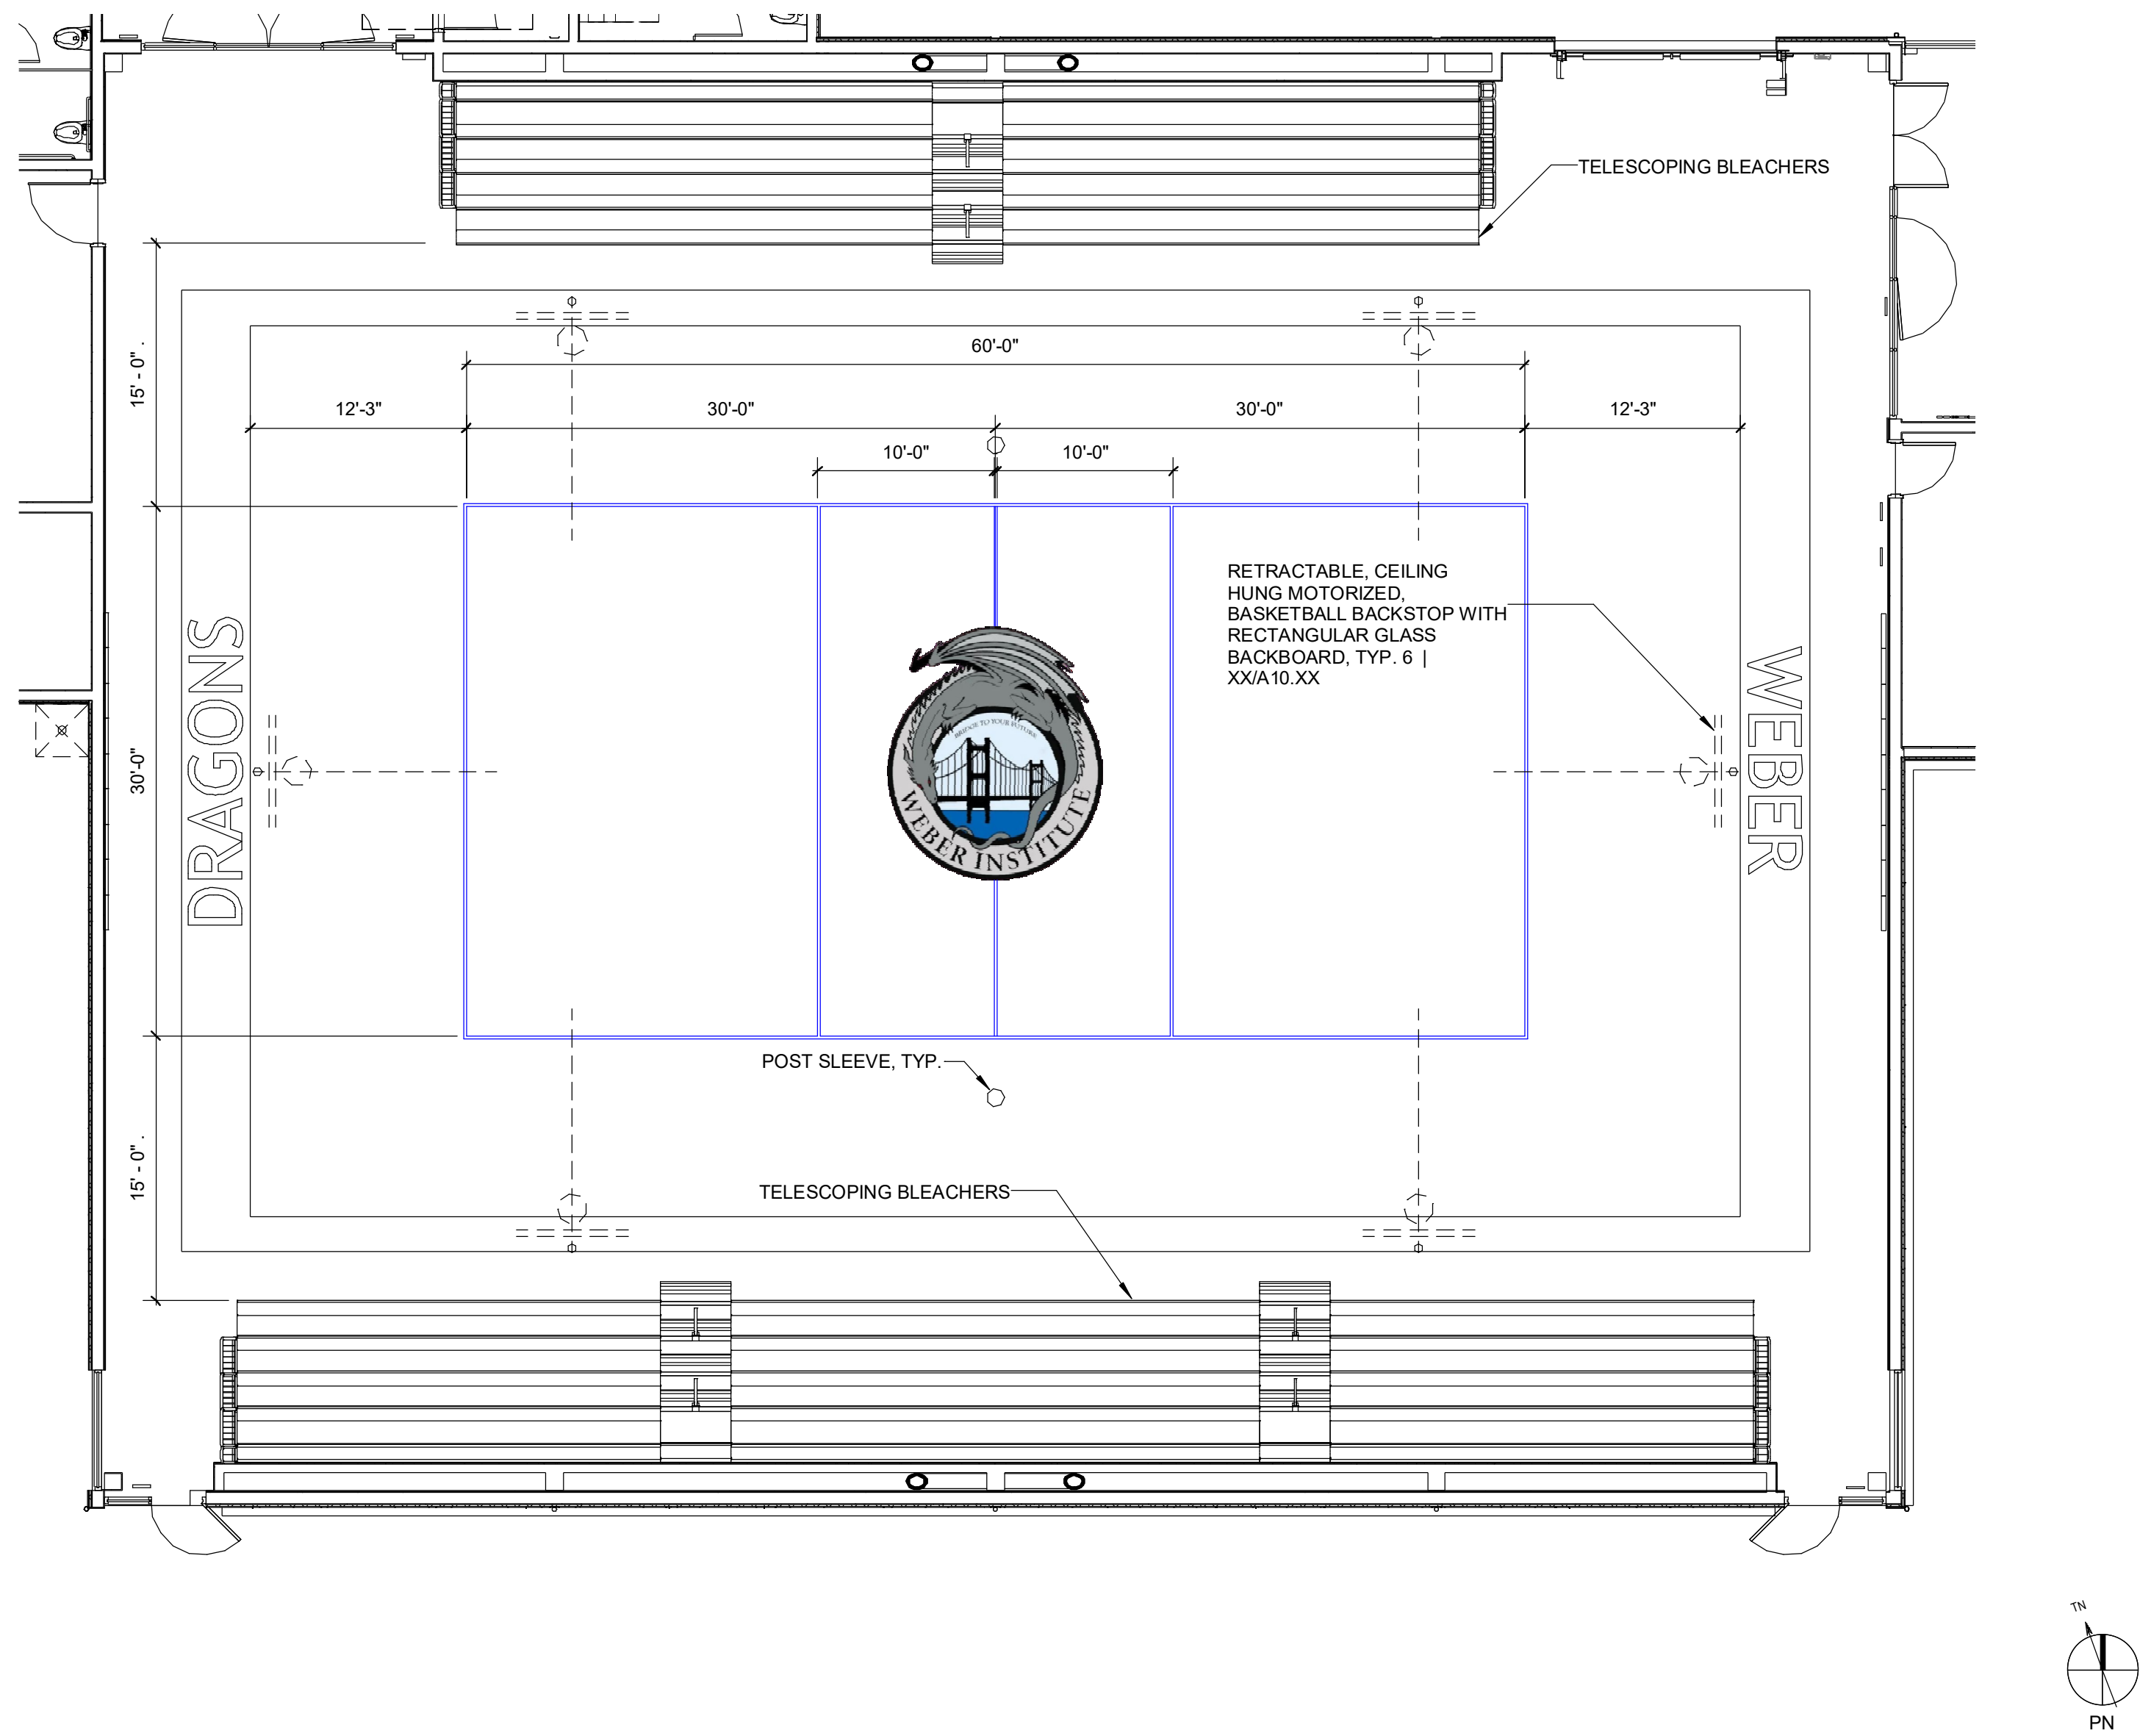 TELESCOPING BLEACHERS
60'-0"
15' - 0" .
12'-3"
30'-0"
30'-0"
12'-3"
10'-0"
10'-0"
RETRACTABLE, CEILING
HUNG MOTORIZED,
BASKETBALL BACKSTOP WITH
RECTANGULAR GLASS
BACKBOARD, TYP. 6 |
XX/A10.XX
DRAGONS
WEBER
BRIDGE TO YOUR FUTURE
WEBER INSTITUTE
30'-0"
POST SLEEVE, TYP.
15' - 0" .
TELESCOPING BLEACHERS
TN
PN